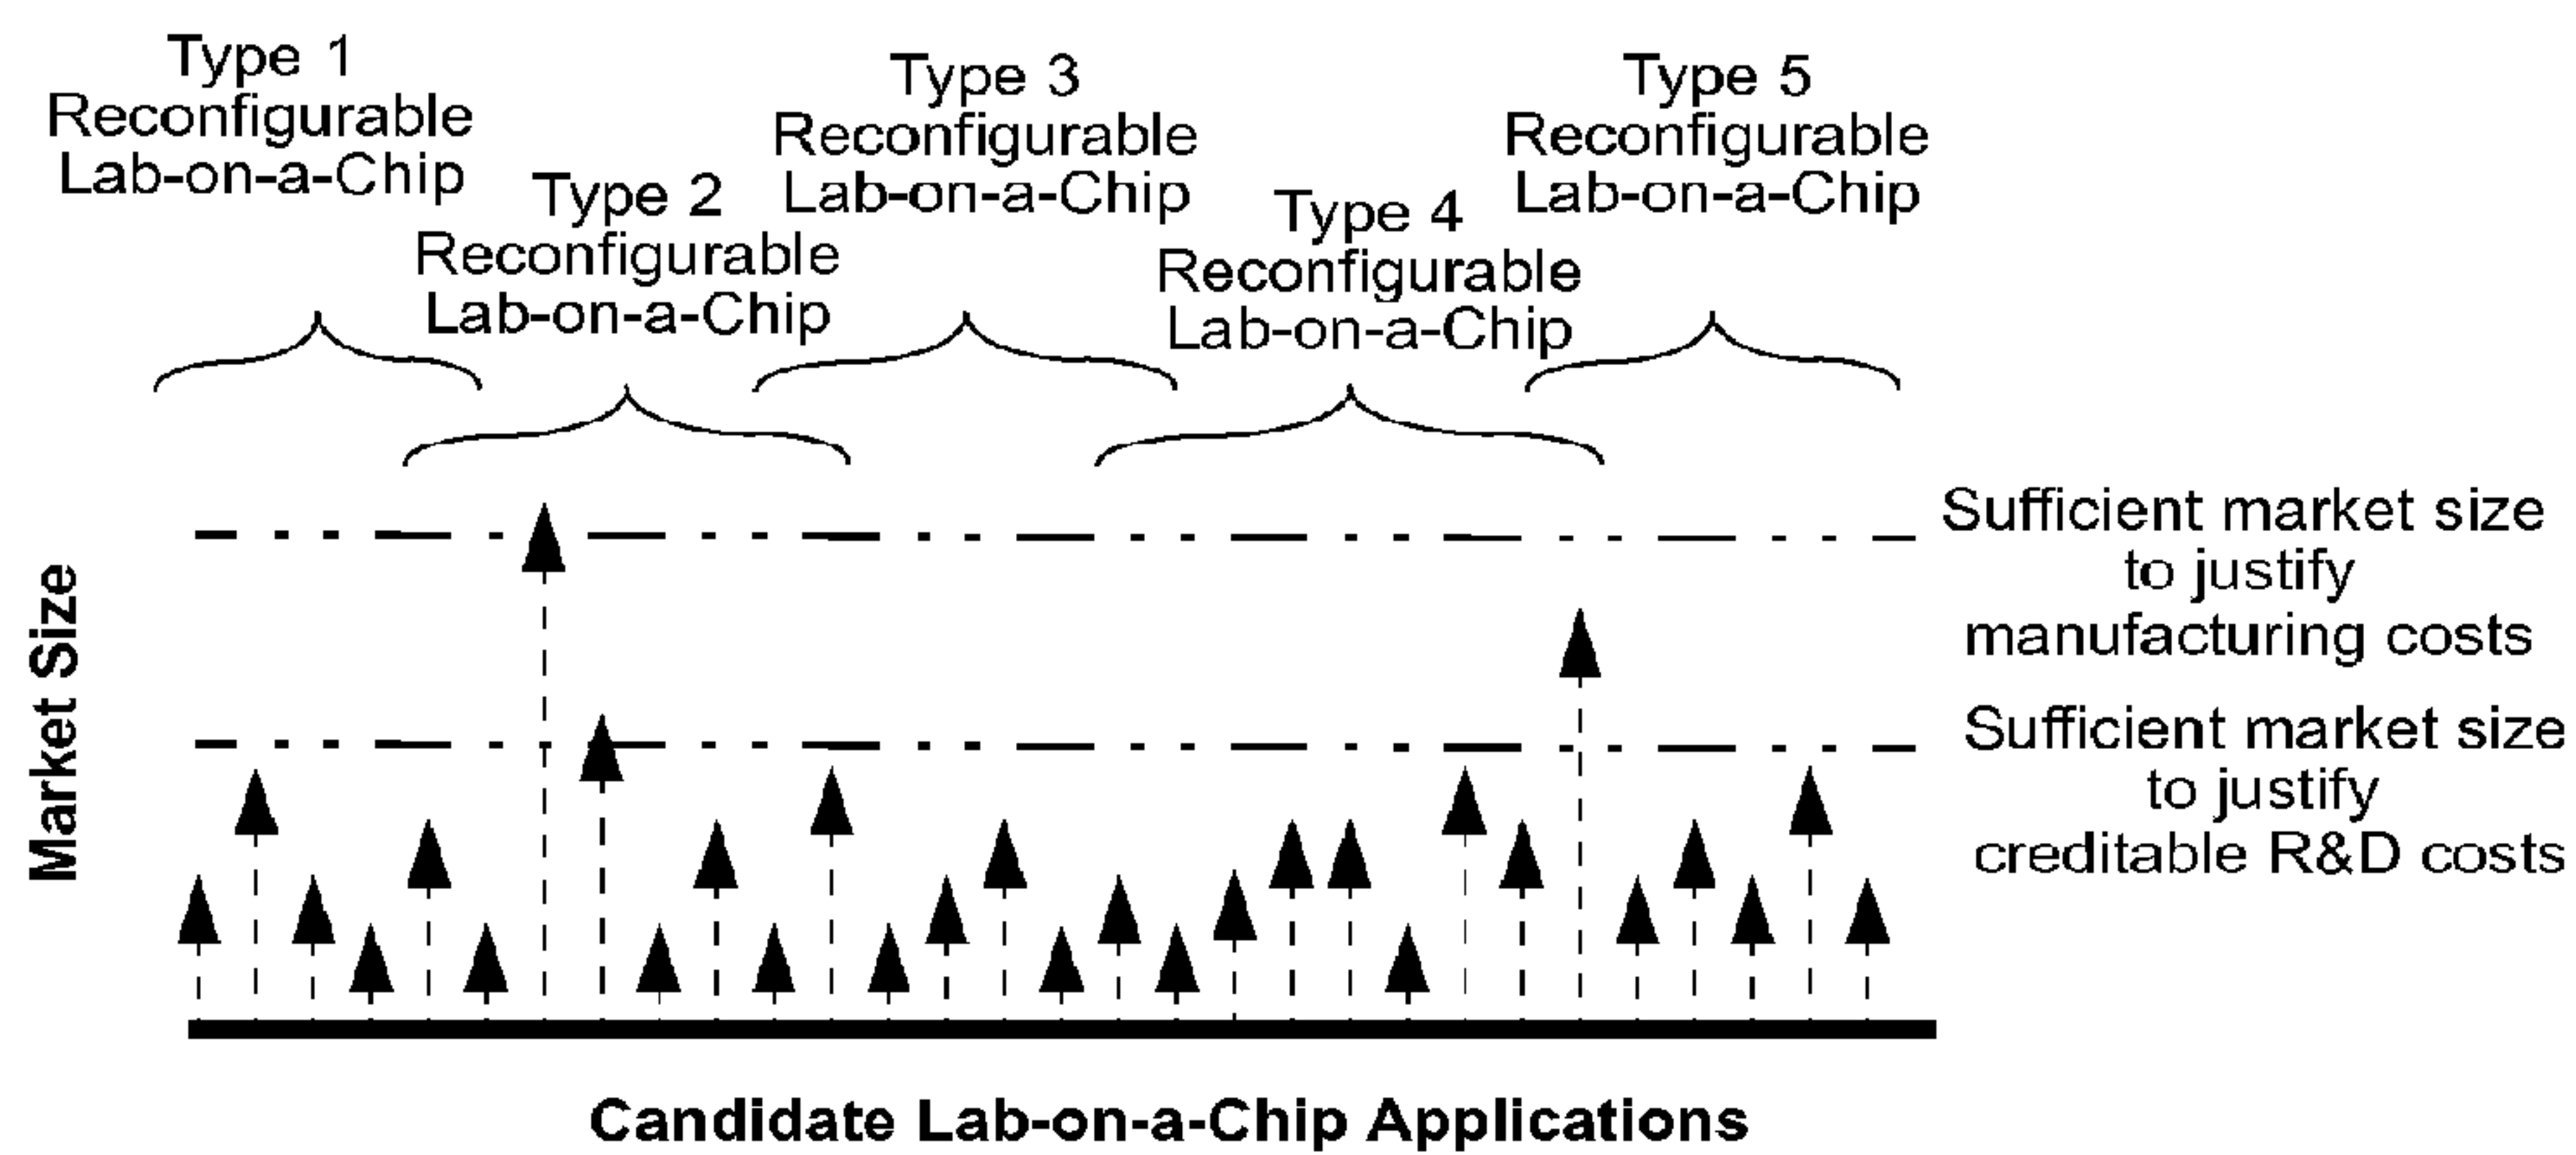 Type 1
Reconfigurable
Lab-on-a-Chip
Type 2
Reconfigurable
Lab-on-a-Chip
Type 3
Reconfigurable
Lab-on-a-Chip
Type 4
Reconfigurable
Lab-on-a-Chip
Type 5
Reconfigurable
Lab-on-a-Chip
Sufficient market size
to justify
manufacturing costs
Sufficient market size
to justify
creditable R&D costs
Market Size
Candidate Lab-on-a-Chip Applications